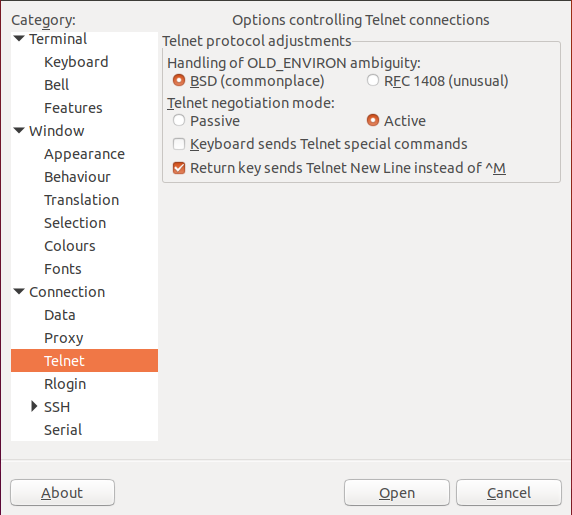 Category:
Options controlling Telnet connections
Terminal
Keyboard
Bell
Features
Window
Appearance
Behaviour
Translation
Selection
Colours
Fonts
Connection
Data
Proxy
Telnet
Rlogin
SSH
Serial
Telnet protocol adjustments
Handling of OLD_ENVIRON ambiguity:
BSD (commonplace) RFC 1408 (unusual)
Telnet negotiation mode:
Passive Active
Keyboard sends Telnet special commands
Return key sends Telnet New Line instead of ^M
About Open Cancel